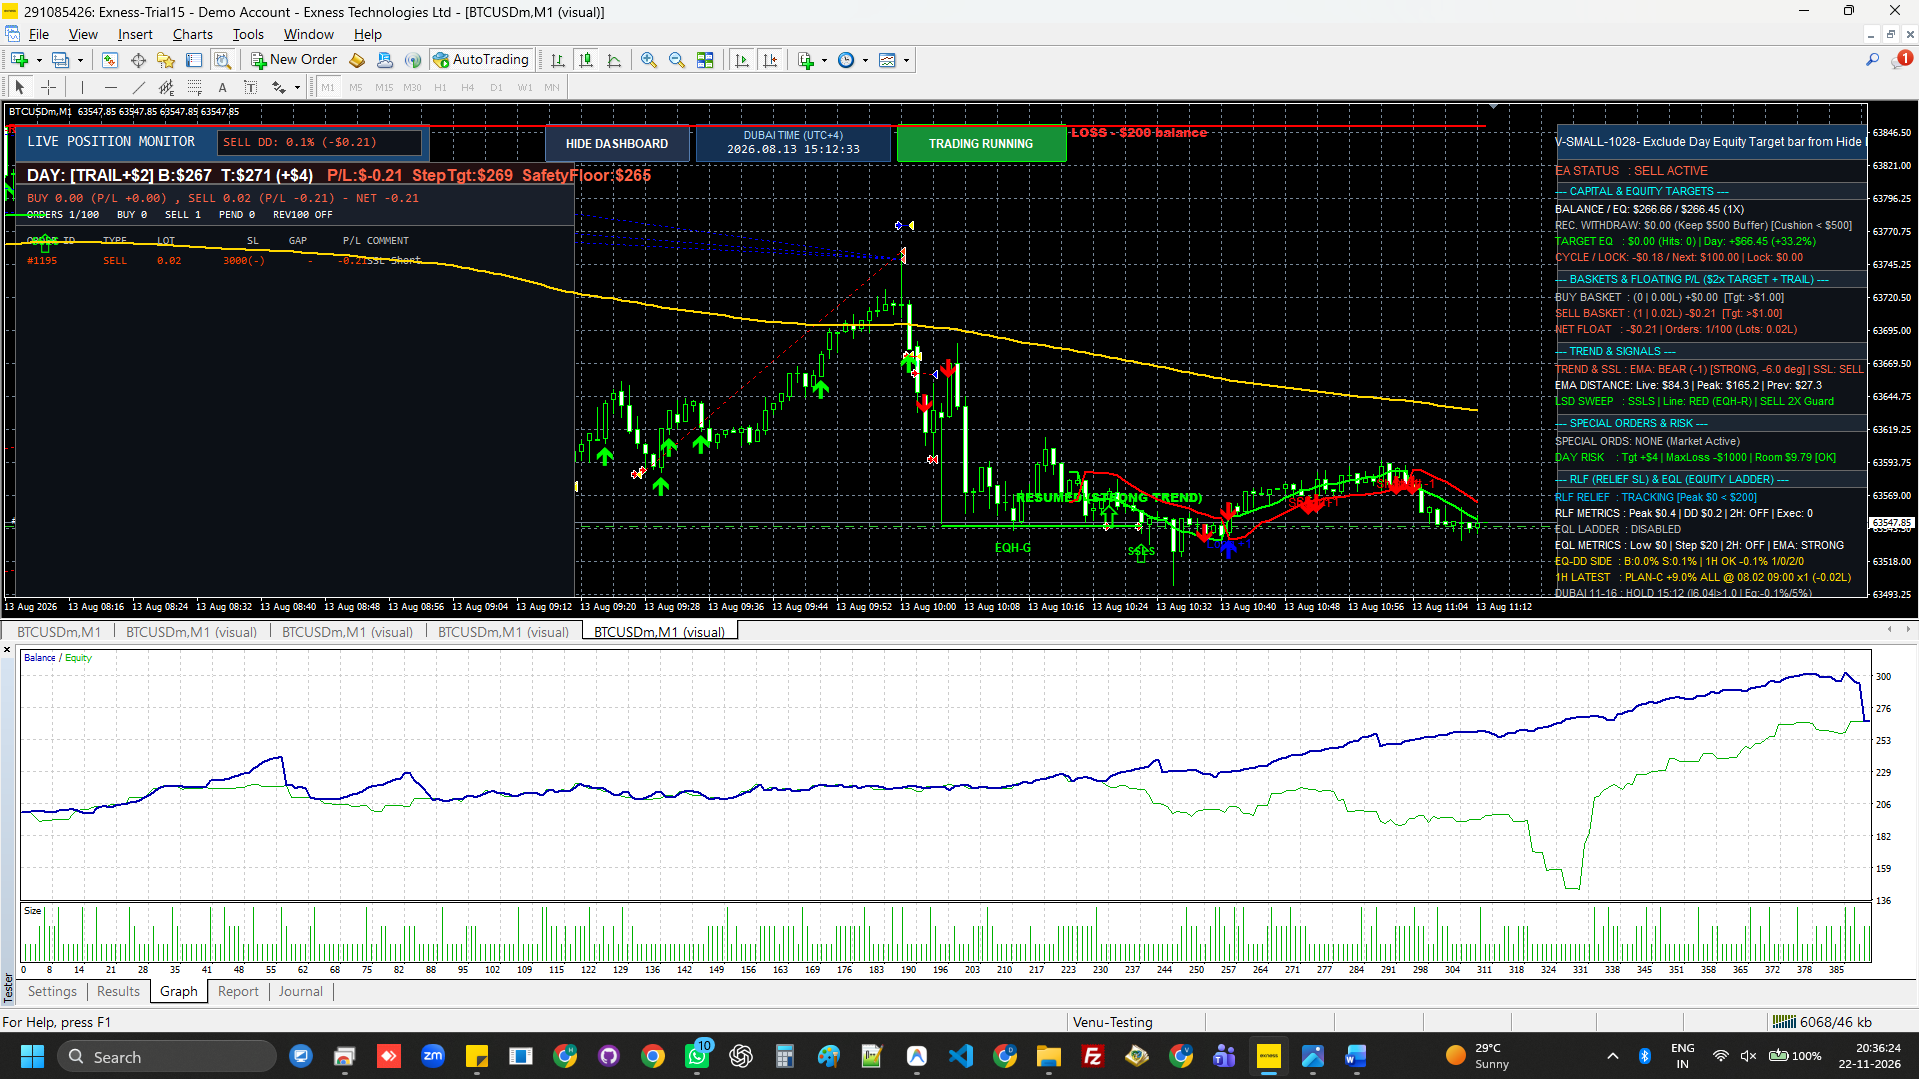 291085426: Exness-Trial15 - Demo Account - Exness Technologies Ltd - [BTCUSDm,M1 (visual)]
File View Insert Charts Tools Window Help
New Order AutoTrading 1
A T M1 M5 M15 M30 H1 H4 D1 W1 MN
BTCUSDm,M1 63547.85 63547.85 63547.85 63547.85
LIVE POSITION MONITOR
SELL DD: 0.1% (-$0.21)
HIDE DASHBOARD
DUBAI TIME (UTC+4)
2026.08.13 15:12:33
TRADING RUNNING
LOSS - $200 balance
DAY: [TRAIL+$2] B:$267 T:$271 (+$4) P/L:$-0.21 StepTgt:$269 SafetyFloor:$265
BUY 0.00 (P/L +0.00) , SELL 0.02 (P/L -0.21) - NET -0.21
ORDERS 1/100 BUY 0 SELL 1 PEND 0 REV100 OFF
ID TYPE LOT SL GAP P/L COMMENT
#1195 SELL 0.02 3000(-) - -0.21 SSL Short
RESUMED (STRONG TREND)
EQH-G
SSLS
V-SMALL-1028- Exclude Day Equity Target bar from Hide
EA STATUS : SELL ACTIVE
--- CAPITAL & EQUITY TARGETS ---
BALANCE / EQ: $266.66 / $266.45 (1X)
REC. WITHDRAW: $0.00 (Keep $500 Buffer) [Cushion < $500]
TARGET EQ : $0.00 (Hits: 0) | Day: +$66.45 (+33.2%)
CYCLE / LOCK: -$0.18 / Next: $100.00 | Lock: $0.00
--- BASKETS & FLOATING P/L ($2x TARGET + TRAIL) ---
BUY BASKET : (0 | 0.00L) +$0.00 [Tgt: >$1.00]
SELL BASKET : (1 | 0.02L) -$0.21 [Tgt: >$1.00]
NET FLOAT : -$0.21 | Orders: 1/100 (Lots: 0.02L)
--- TREND & SIGNALS ---
TREND & SSL : EMA: BEAR (-1) [STRONG, -6.0 deg] | SSL: SELL
EMA DISTANCE: Live: $84.3 | Peak: $165.2 | Prev: $27.3
LSD SWEEP : SSLS | Line: RED (EQH-R) | SELL 2X Guard
--- SPECIAL ORDERS & RISK ---
SPECIAL ORDS: NONE (Market Active)
DAY RISK : Tgt +$4 | MaxLoss -$1000 | Room $9.79 [OK]
--- RLF (RELIEF SL) & EQL (EQUITY LADDER) ---
RLF RELIEF : TRACKING [Peak $0 < $200]
RLF METRICS : Peak $0.4 | DD $0.2 | 2H: OFF | Exec: 0
EQL LADDER : DISABLED
EQL METRICS : Low $0 | Step $20 | 2H: OFF | EMA: STRONG
EQ-DD SIDE : B:0.0% S:0.1% | 1H OK -0.1% 1/0/2/0
1H LATEST : PLAN-C +9.0% ALL @ 08.02 09:00 x1 (-0.02L)
DUBAI 11-16 : HOLD 15:12 (|6.04|>1.0 | Eq:-0.1%/5%)
63846.50
63821.00
63796.25
63770.75
63745.25
63720.50
63695.00
63669.50
63644.75
63619.25
63593.75
63569.00
63547.85
63518.00
63493.25
13 Aug 2026 13 Aug 08:16 13 Aug 08:24 13 Aug 08:32 13 Aug 08:40 13 Aug 08:48 13 Aug 08:56 13 Aug 09:04 13 Aug 09:12 13 Aug 09:20 13 Aug 09:28 13 Aug 09:36 13 Aug 09:44 13 Aug 09:52 13 Aug 10:00 13 Aug 10:08 13 Aug 10:16 13 Aug 10:24 13 Aug 10:32 13 Aug 10:40 13 Aug 10:48 13 Aug 10:56 13 Aug 11:04 13 Aug 11:12
BTCUSDm,M1 BTCUSDm,M1 (visual) BTCUSDm,M1 (visual) BTCUSDm,M1 (visual) BTCUSDm,M1 (visual)
Balance / Equity
300
276
253
229
206
182
159
136
Size
0 8 14 21 28 35 41 48 55 62 68 75 82 88 95 102 109 115 122 129 136 142 149 156 163 169 176 183 190 196 203 210 217 223 230 237 244 250 257 264 271 277 284 291 298 304 311 318 324 331 338 345 351 358 365 372 378 385
Tester
Settings Results Graph Report Journal
For Help, press F1
Venu-Testing
6068/46 kb
Search
zm
10
exness
29°C
Sunny
ENG
IN
100%
20:36:24
22-11-2026